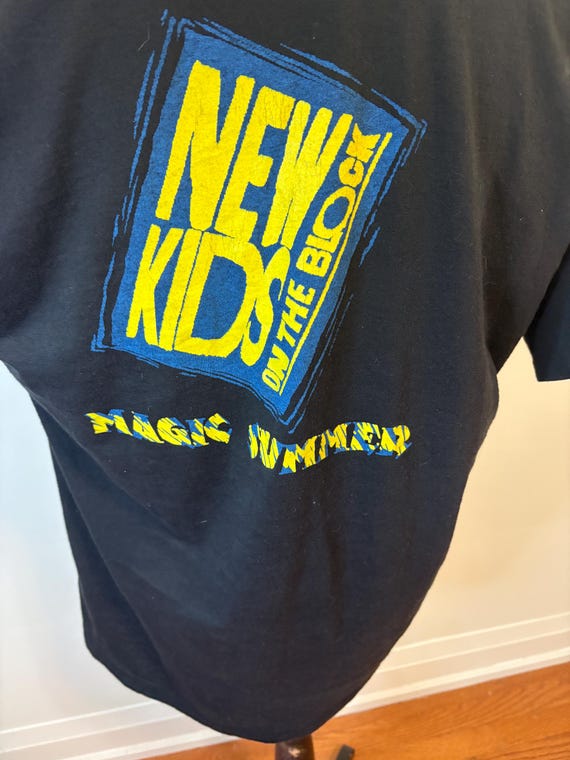 NEW
KIDS
ON THE BLOCK
MAGIC SUMMER